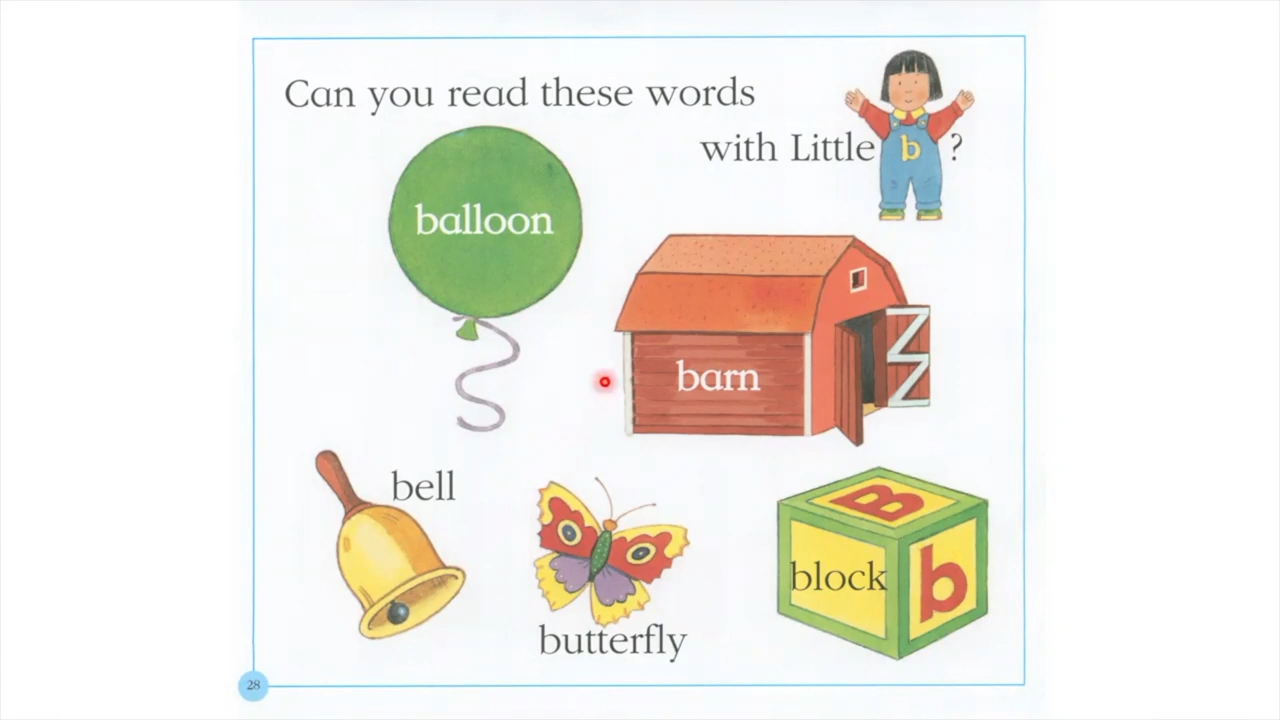 Can you read these words
with Little b ?
balloon
barn
bell
butterfly
block
B
b
28